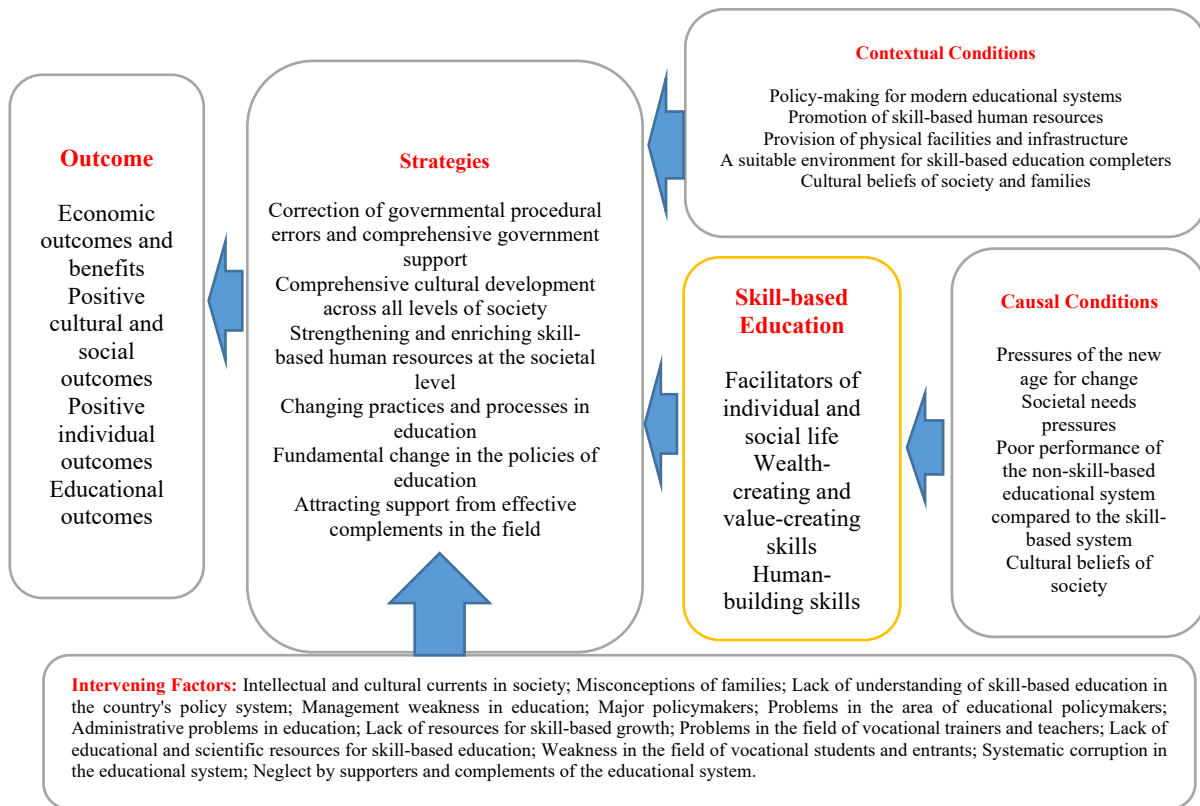 Contextual Conditions
Policy-making for modern educational systems
Promotion of skill-based human resources
Provision of physical facilities and infrastructure
A suitable environment for skill-based education completers
Cultural beliefs of society and families
Outcome
Economic
outcomes and
benefits
Positive
cultural and
social
outcomes
Positive
individual
outcomes
Educational
outcomes
Strategies
Correction of governmental procedural
errors and comprehensive government
support
Comprehensive cultural development
across all levels of society
Strengthening and enriching skill-
based human resources at the societal
level
Changing practices and processes in
education
Fundamental change in the policies of
education
Attracting support from effective
complements in the field
Skill-based
Education
Facilitators of
individual and
social life
Wealth-
creating and
value-creating
skills
Human-
building skills
Causal Conditions
Pressures of the new
age for change
Societal needs
pressures
Poor performance of
the non-skill-based
educational system
compared to the skill-
based system
Cultural beliefs of
society
Intervening Factors: Intellectual and cultural currents in society; Misconceptions of families; Lack of understanding of skill-based education in
the country's policy system; Management weakness in education; Major policymakers; Problems in the area of educational policymakers;
Administrative problems in education; Lack of resources for skill-based growth; Problems in the field of vocational trainers and teachers; Lack of
educational and scientific resources for skill-based education; Weakness in the field of vocational students and entrants; Systematic corruption in
the educational system; Neglect by supporters and complements of the educational system.